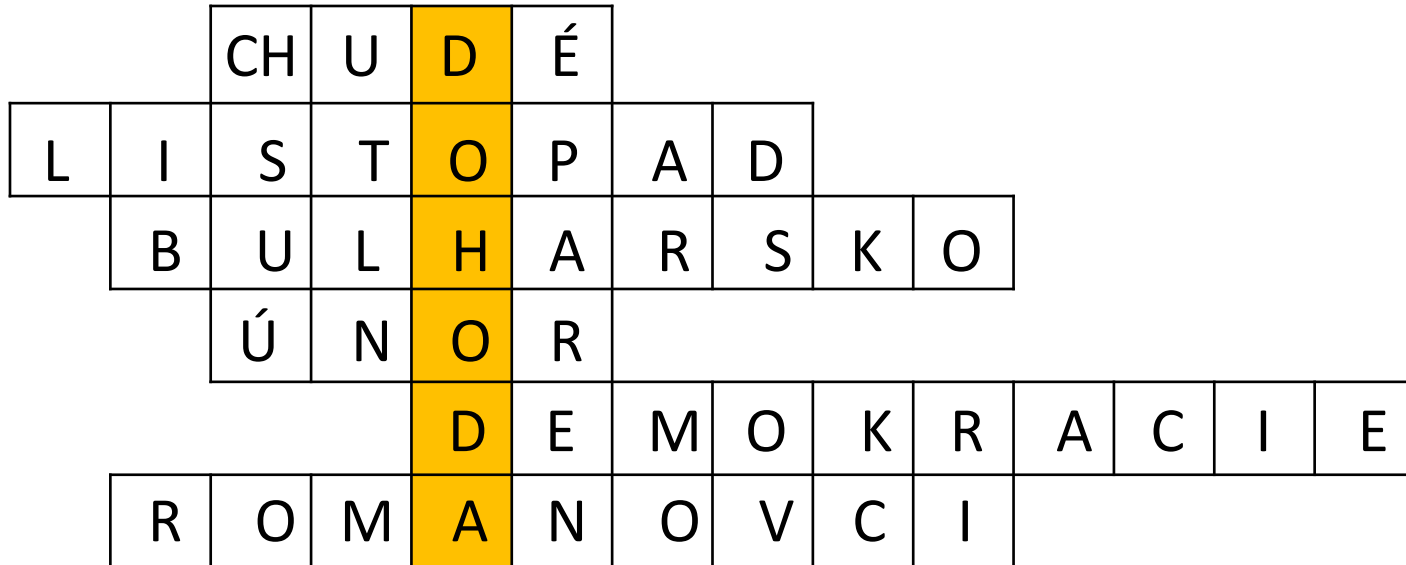 CHUDÉ
LISTOPAD
BULHARSKO
ÚNOR
DEMOKRACIE
ROMANOVCI